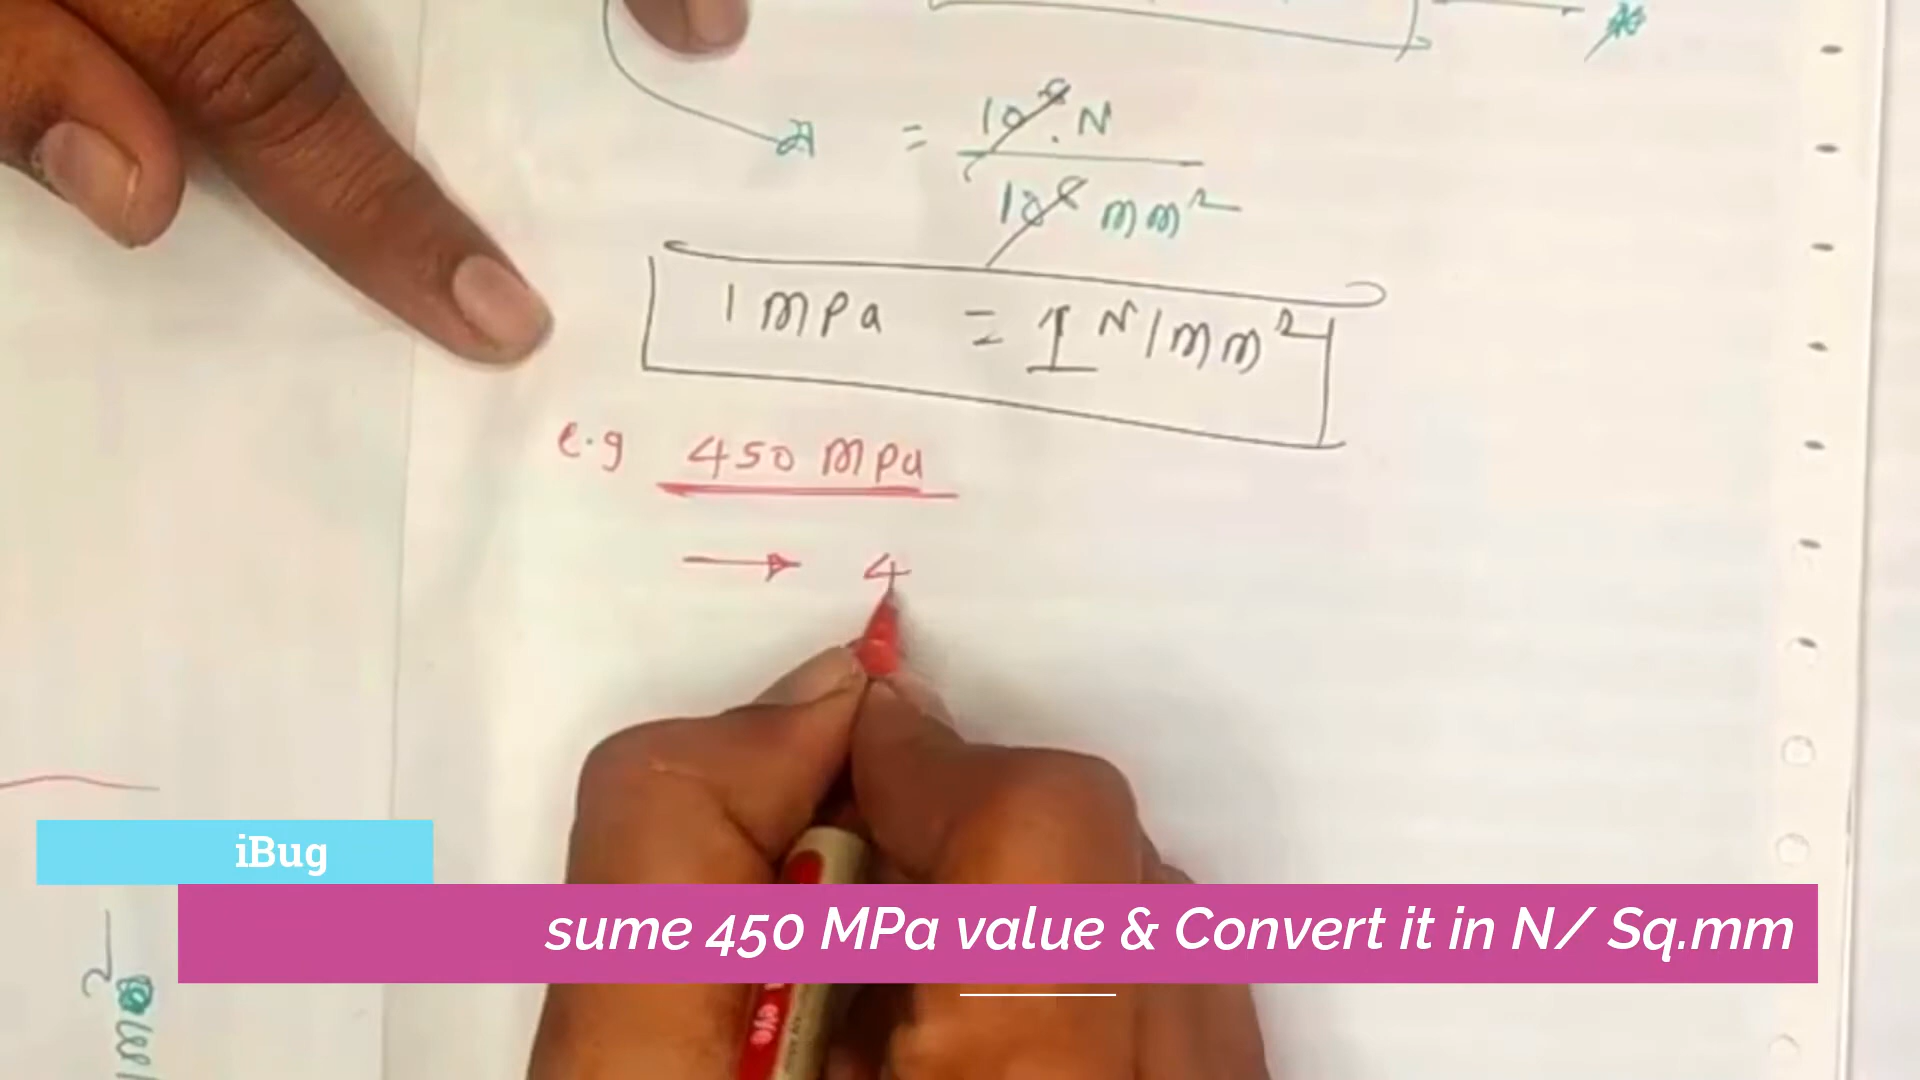 = 10⁶.N
10⁶ mm²
1 MPa = 1 N/mm²
e.g 450 MPa
→ 4
iBug
sume 450 MPa value & Convert it in N/ Sq.mm
eye